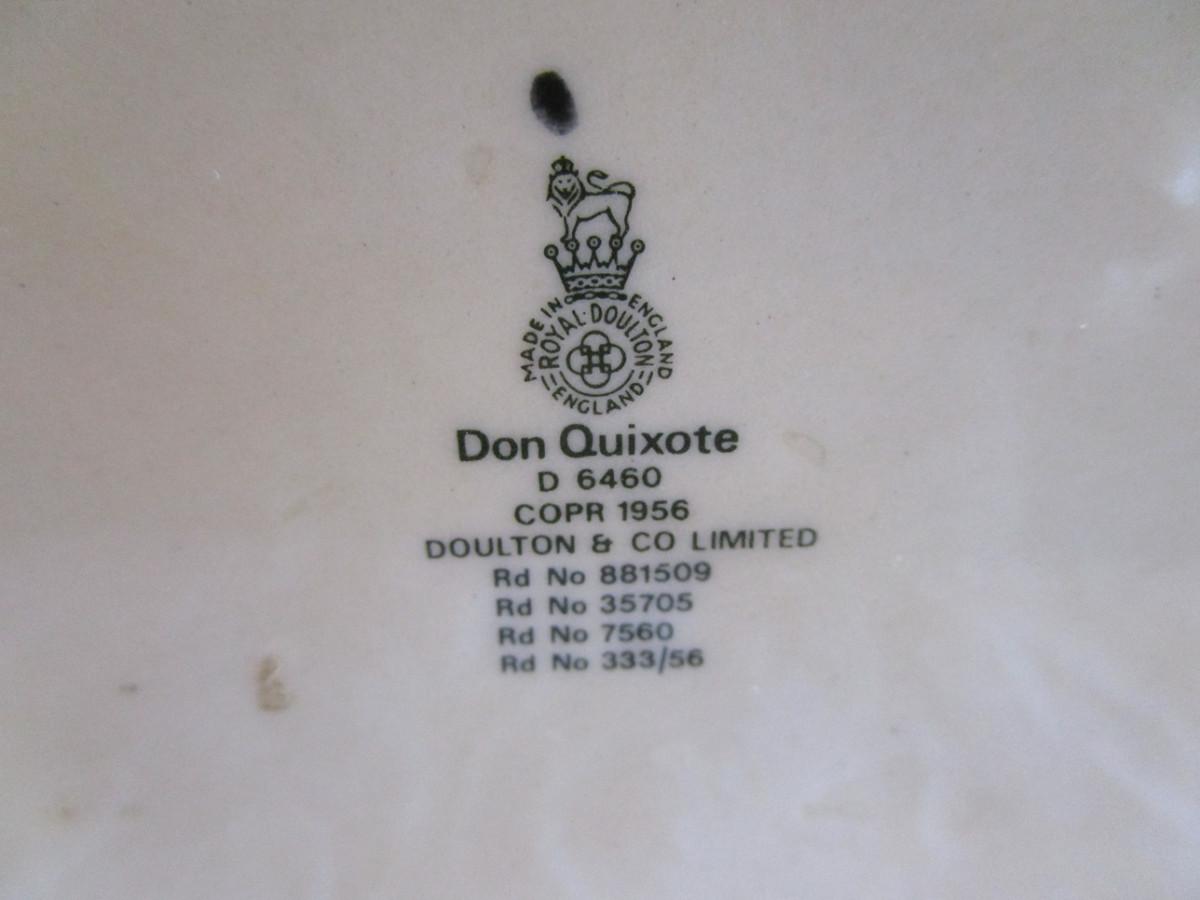 MADE IN ENGLAND
ROYAL·DOULTON
ENGLAND
Don Quixote
D 6460
COPR 1956
DOULTON & CO LIMITED
Rd No 881509
Rd No 35705
Rd No 7560
Rd No 333/56